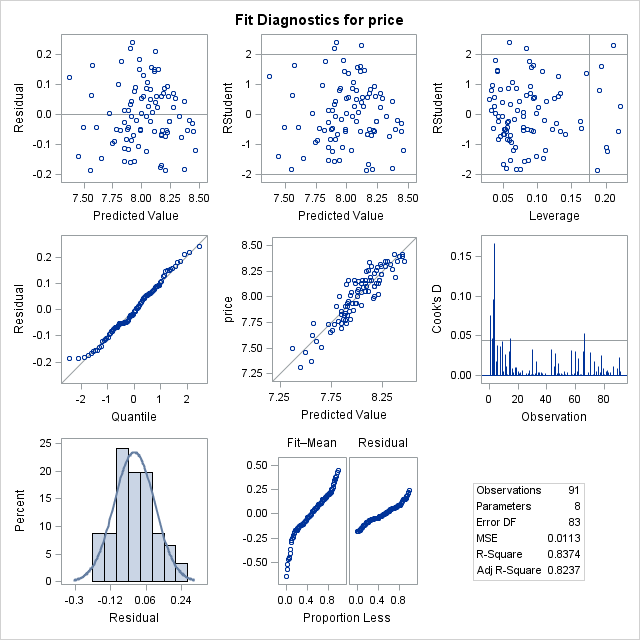 Fit Diagnostics for price
0.2
0.1
0.0
-0.1
-0.2
Residual
7.50 7.75 8.00 8.25 8.50
Predicted Value
2
1
0
-1
-2
RStudent
7.50 7.75 8.00 8.25 8.50
Predicted Value
2
1
0
-1
-2
RStudent
0.05 0.10 0.15 0.20
Leverage
0.2
0.1
0.0
-0.1
-0.2
Residual
-2 -1 0 1 2
Quantile
8.50
8.25
8.00
7.75
7.50
7.25
price
7.25 7.75 8.25
Predicted Value
0.15
0.10
0.05
0.00
Cook's D
0 20 40 60 80
Observation
25
20
15
10
5
0
Percent
-0.3 -0.12 0.06 0.24
Residual
Fit–Mean Residual
0.50
0.25
0.00
-0.25
-0.50
0.0 0.4 0.8 0.0 0.4 0.8
Proportion Less
Observations 91
Parameters 8
Error DF 83
MSE 0.0113
R-Square 0.8374
Adj R-Square 0.8237